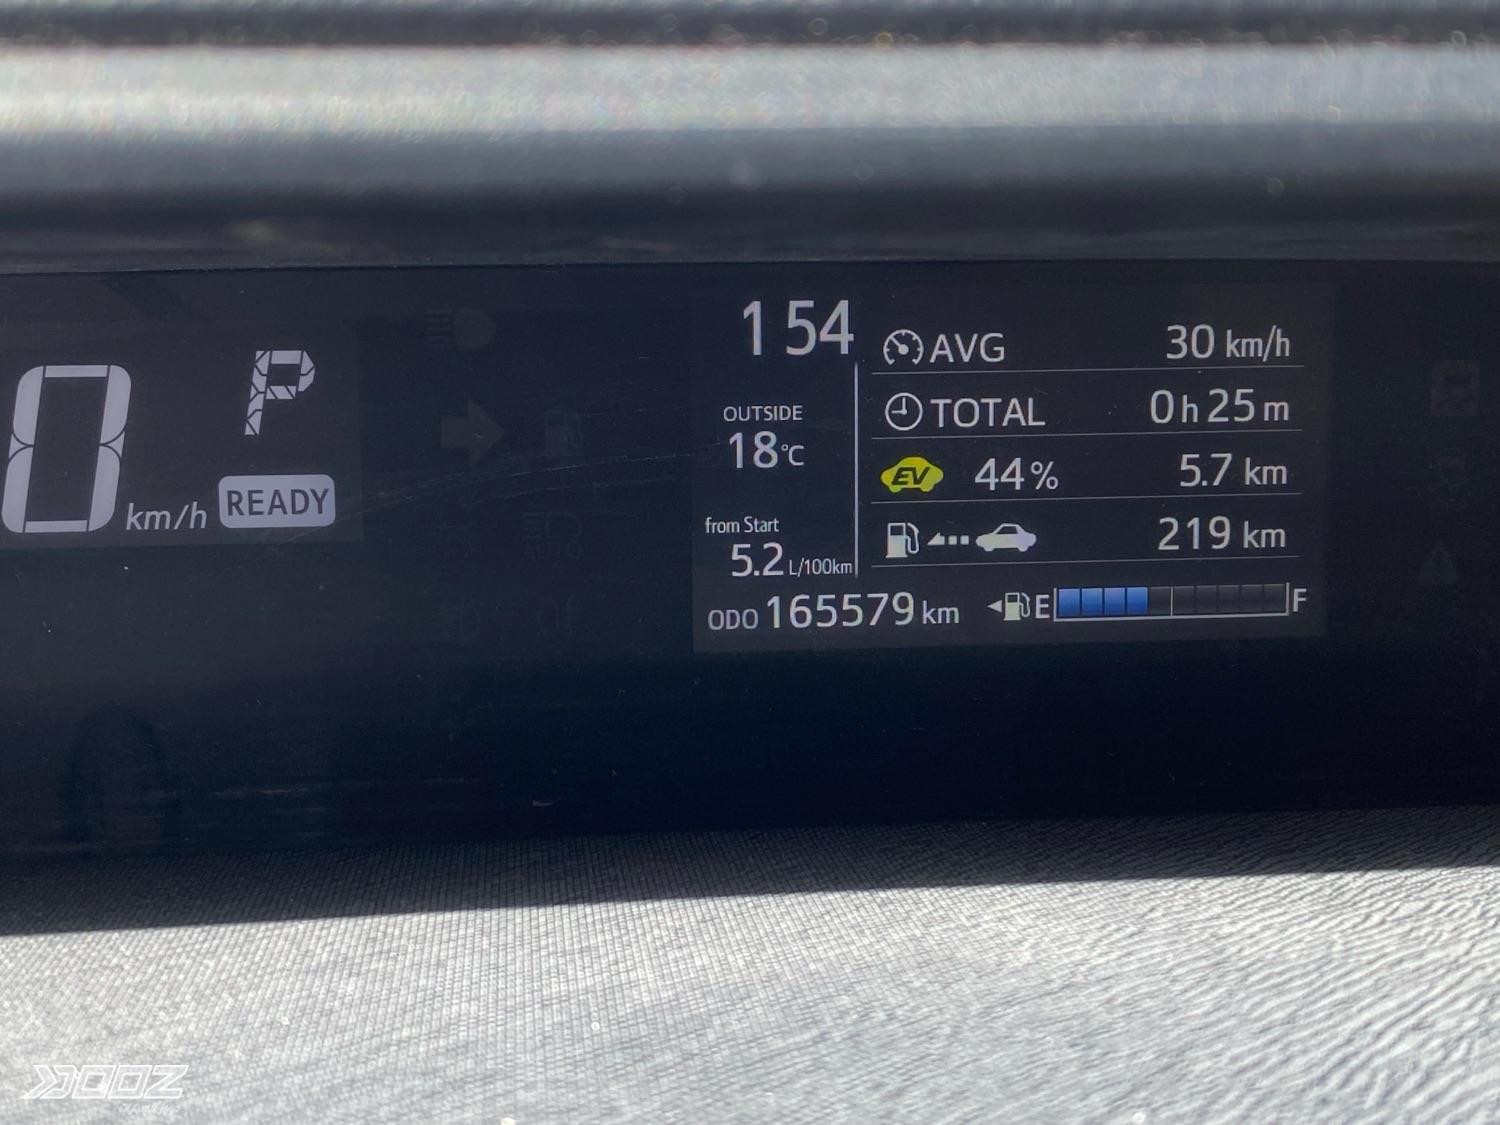 0 km/h
P
READY
1 54
OUTSIDE
18°C
from Start
5.2 L/100km
AVG 30 km/h
TOTAL 0h 25m
EV 44% 5.7 km
219 km
ODO 165579 km
E F